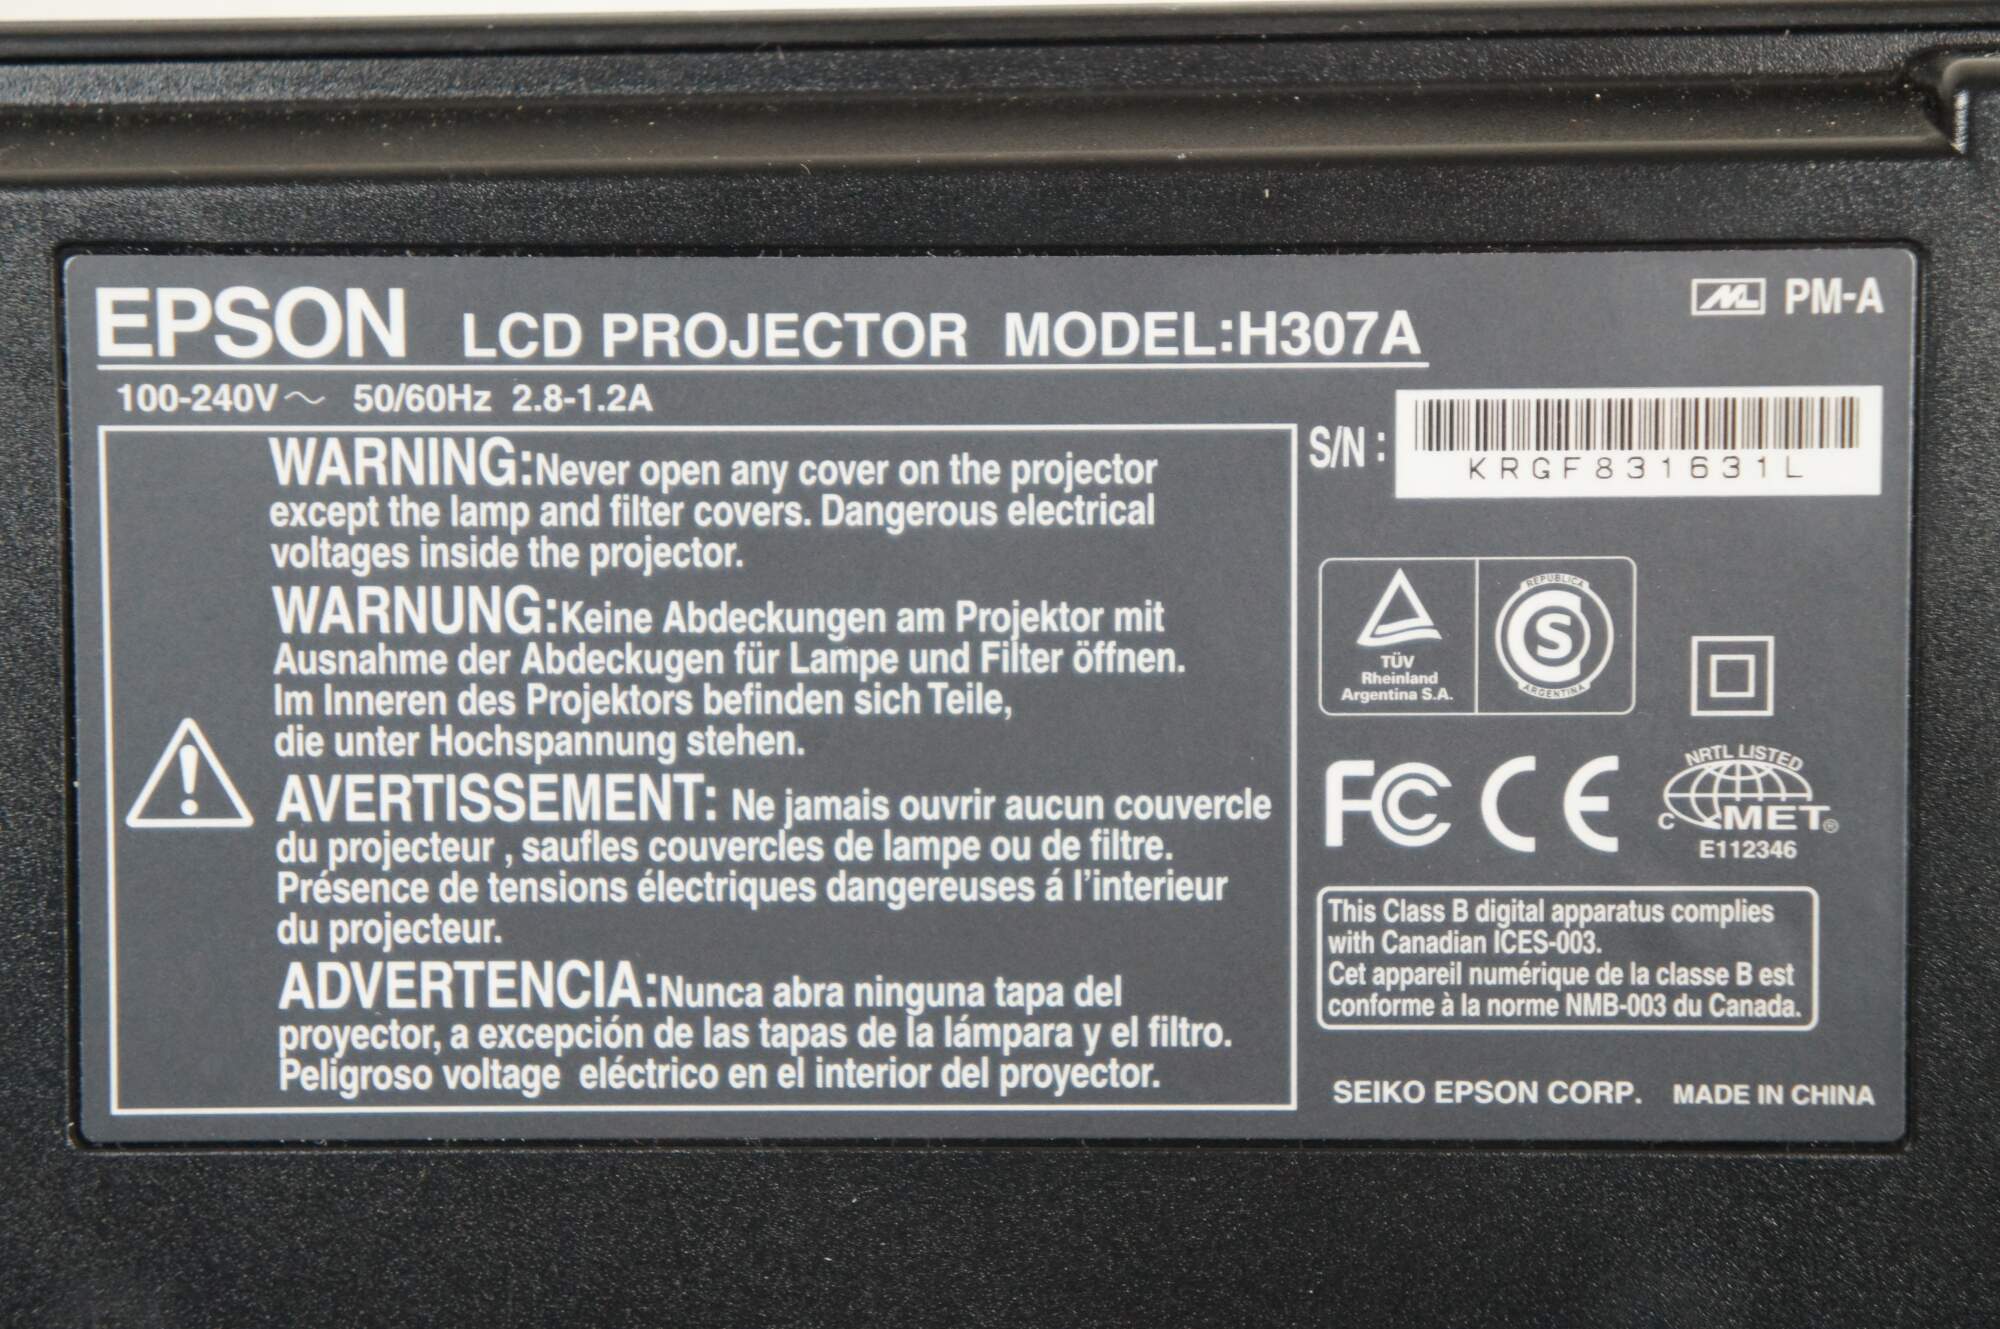 EPSON LCD PROJECTOR MODEL:H307A
ML PM-A
100-240V～ 50/60Hz 2.8-1.2A
WARNING:Never open any cover on the projector
except the lamp and filter covers. Dangerous electrical
voltages inside the projector.
WARNUNG:Keine Abdeckungen am Projektor mit
Ausnahme der Abdeckugen für Lampe und Filter öffnen.
Im Inneren des Projektors befinden sich Teile,
die unter Hochspannung stehen.
AVERTISSEMENT: Ne jamais ouvrir aucun couvercle
du projecteur , saufles couvercles de lampe ou de filtre.
Présence de tensions électriques dangereuses á l'interieur
du projecteur.
ADVERTENCIA:Nunca abra ninguna tapa del
proyector, a excepción de las tapas de la lámpara y el filtro.
Peligroso voltage eléctrico en el interior del proyector.
S/N :
KRGF831631L
TÜV
Rheinland
Argentina S.A.
REPUBLICA
S
ARGENTINA
FC CE
NRTL LISTED
C MET®
E112346
This Class B digital apparatus complies
with Canadian ICES-003.
Cet appareil numérique de la classe B est
conforme à la norme NMB-003 du Canada.
SEIKO EPSON CORP. MADE IN CHINA